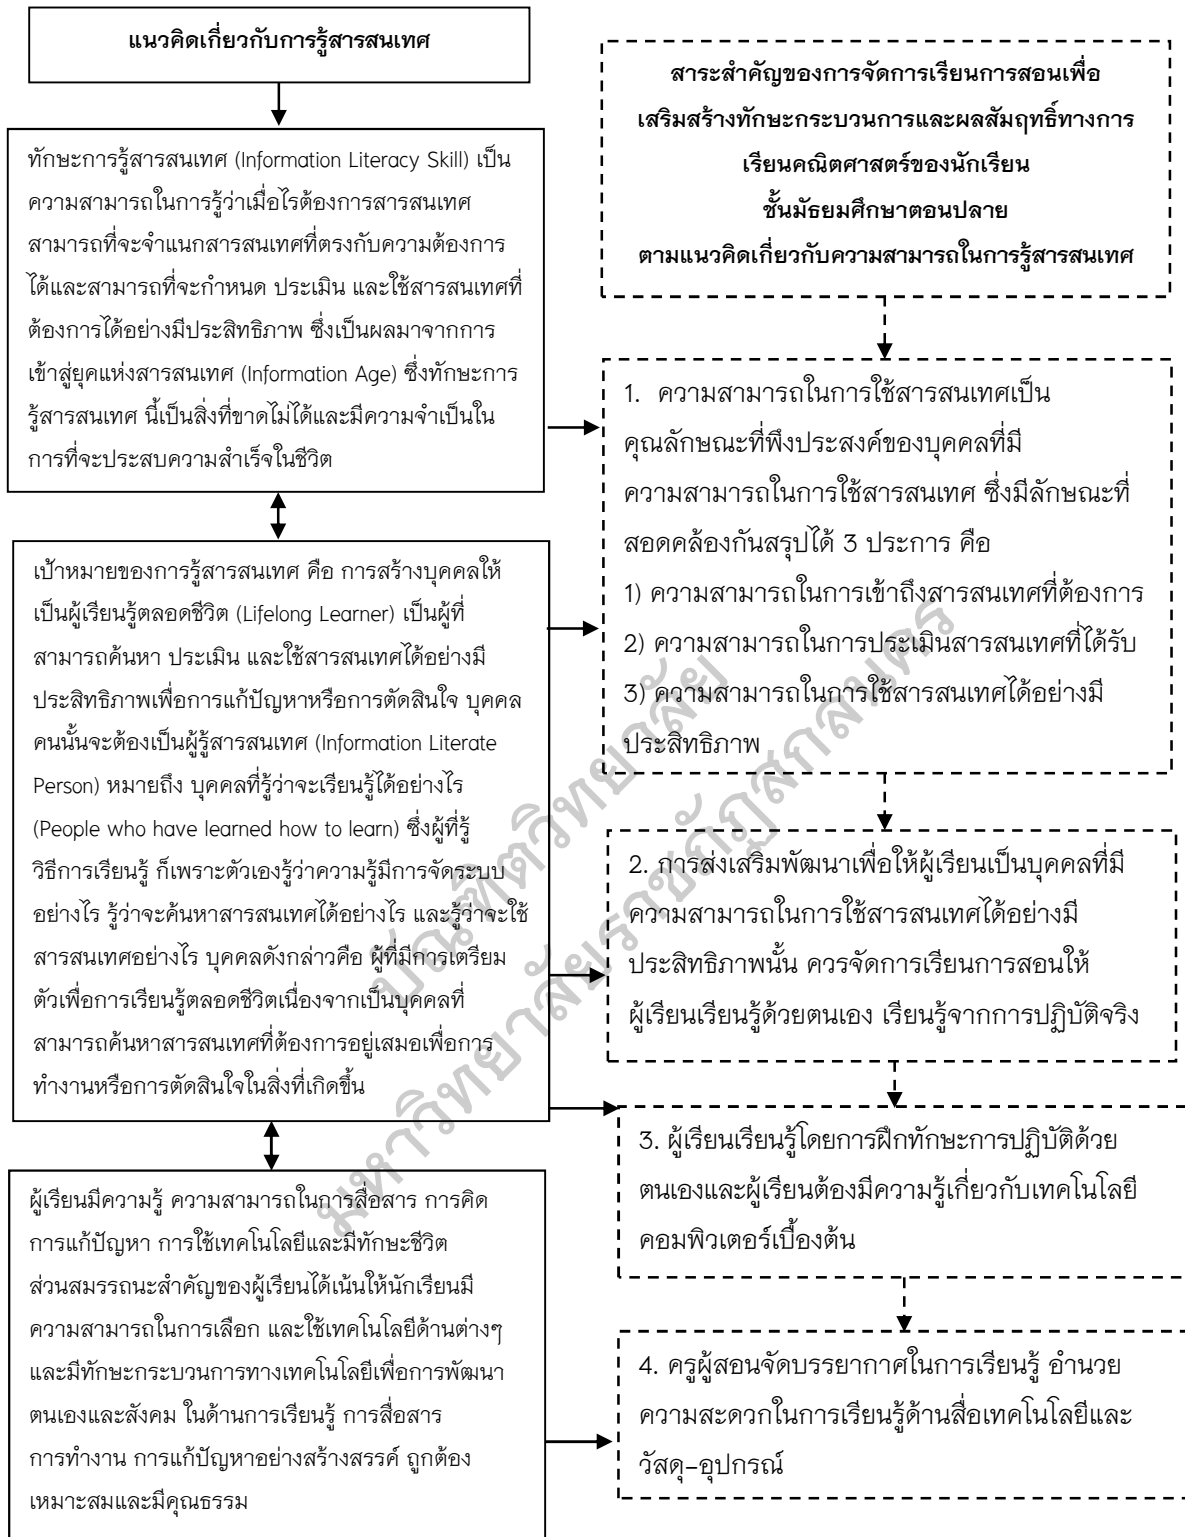 แนวคิดเกี่ยวกับการรู้สารสนเทศ
ทักษะการรู้สารสนเทศ (Information Literacy Skill) เป็น
ความสามารถในการรู้ว่าเมื่อไรต้องการสารสนเทศ
สามารถที่จะจำแนกสารสนเทศที่ตรงกับความต้องการ
ได้และสามารถที่จะกำหนด ประเมิน และใช้สารสนเทศที่
ต้องการได้อย่างมีประสิทธิภาพ ซึ่งเป็นผลมาจากการ
เข้าสู่ยุคแห่งสารสนเทศ (Information Age) ซึ่งทักษะการ
รู้สารสนเทศ นี้เป็นสิ่งที่ขาดไม่ได้และมีความจำเป็นใน
การที่จะประสบความสำเร็จในชีวิต
เป้าหมายของการรู้สารสนเทศ คือ การสร้างบุคคลให้
เป็นผู้เรียนรู้ตลอดชีวิต (Lifelong Learner) เป็นผู้ที่
สามารถค้นหา ประเมิน และใช้สารสนเทศได้อย่างมี
ประสิทธิภาพเพื่อการแก้ปัญหาหรือการตัดสินใจ บุคคล
คนนั้นจะต้องเป็นผู้รู้สารสนเทศ (Information Literate
Person) หมายถึง บุคคลที่รู้ว่าจะเรียนรู้ได้อย่างไร
(People who have learned how to learn) ซึ่งผู้ที่รู้
วิธีการเรียนรู้ ก็เพราะตัวเองรู้ว่าความรู้มีการจัดระบบ
อย่างไร รู้ว่าจะค้นหาสารสนเทศได้อย่างไร และรู้ว่าจะใช้
สารสนเทศอย่างไร บุคคลดังกล่าวคือ ผู้ที่มีการเตรียม
ตัวเพื่อการเรียนรู้ตลอดชีวิตเนื่องจากเป็นบุคคลที่
สามารถค้นหาสารสนเทศที่ต้องการอยู่เสมอเพื่อการ
ทำงานหรือการตัดสินใจในสิ่งที่เกิดขึ้น
ผู้เรียนมีความรู้ ความสามารถในการสื่อสาร การคิด
การแก้ปัญหา การใช้เทคโนโลยีและมีทักษะชีวิต
ส่วนสมรรถนะสำคัญของผู้เรียนได้เน้นให้นักเรียนมี
ความสามารถในการเลือก และใช้เทคโนโลยีด้านต่างๆ
และมีทักษะกระบวนการทางเทคโนโลยีเพื่อการพัฒนา
ตนเองและสังคม ในด้านการเรียนรู้ การสื่อสาร
การทำงาน การแก้ปัญหาอย่างสร้างสรรค์ ถูกต้อง
เหมาะสมและมีคุณธรรม
สาระสำคัญของการจัดการเรียนการสอนเพื่อ
เสริมสร้างทักษะกระบวนการและผลสัมฤทธิ์ทางการ
เรียนคณิตศาสตร์ของนักเรียน
ชั้นมัธยมศึกษาตอนปลาย
ตามแนวคิดเกี่ยวกับความสามารถในการรู้สารสนเทศ
1. ความสามารถในการใช้สารสนเทศเป็น
คุณลักษณะที่พึงประสงค์ของบุคคลที่มี
ความสามารถในการใช้สารสนเทศ ซึ่งมีลักษณะที่
สอดคล้องกันสรุปได้ 3 ประการ คือ
1) ความสามารถในการเข้าถึงสารสนเทศที่ต้องการ
2) ความสามารถในการประเมินสารสนเทศที่ได้รับ
3) ความสามารถในการใช้สารสนเทศได้อย่างมี
ประสิทธิภาพ
2. การส่งเสริมพัฒนาเพื่อให้ผู้เรียนเป็นบุคคลที่มี
ความสามารถในการใช้สารสนเทศได้อย่างมี
ประสิทธิภาพนั้น ควรจัดการเรียนการสอนให้
ผู้เรียนเรียนรู้ด้วยตนเอง เรียนรู้จากการปฏิบัติจริง
3. ผู้เรียนเรียนรู้โดยการฝึกทักษะการปฏิบัติด้วย
ตนเองและผู้เรียนต้องมีความรู้เกี่ยวกับเทคโนโลยี
คอมพิวเตอร์เบื้องต้น
4. ครูผู้สอนจัดบรรยากาศในการเรียนรู้ อำนวย
ความสะดวกในการเรียนรู้ด้านสื่อเทคโนโลยีและ
วัสดุ-อุปกรณ์
บัณฑิตวิทยาลัย
มหาวิทยาลัยราชภัฏสกลนคร